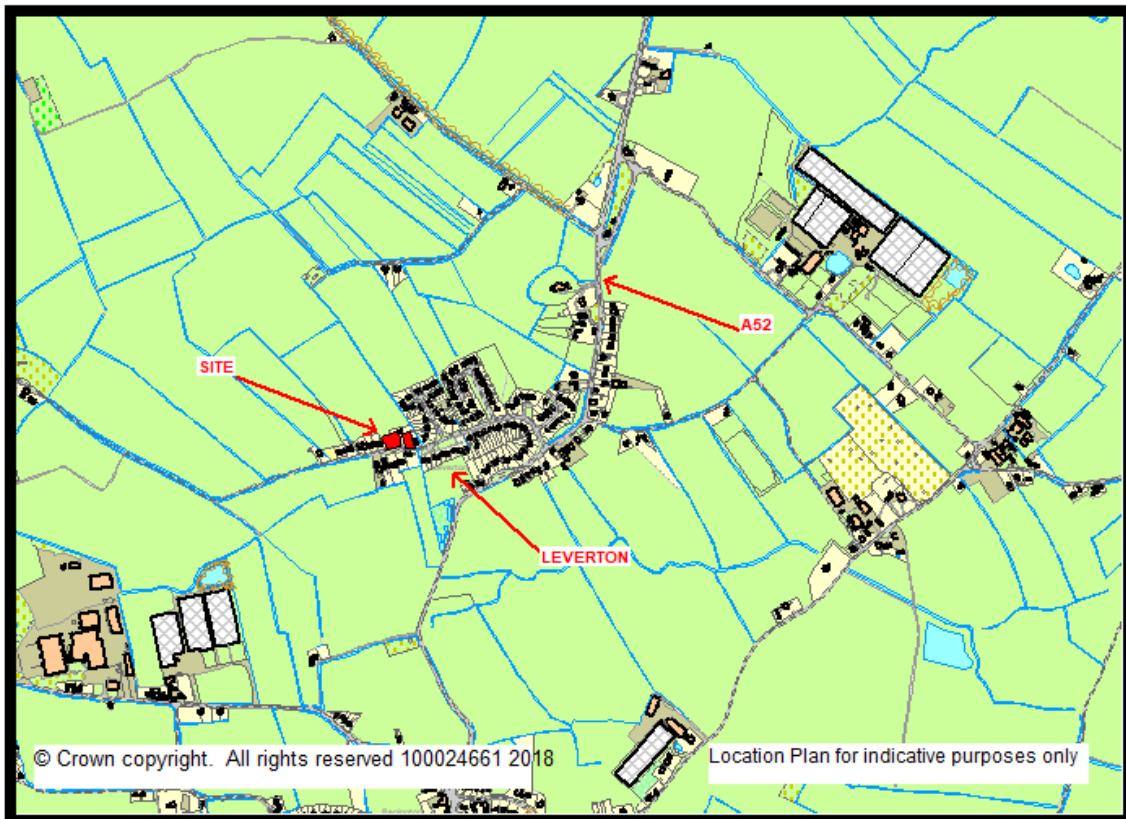 A52
SITE
LEVERTON
© Crown copyright. All rights reserved 100024661 2018
Location Plan for indicative purposes only